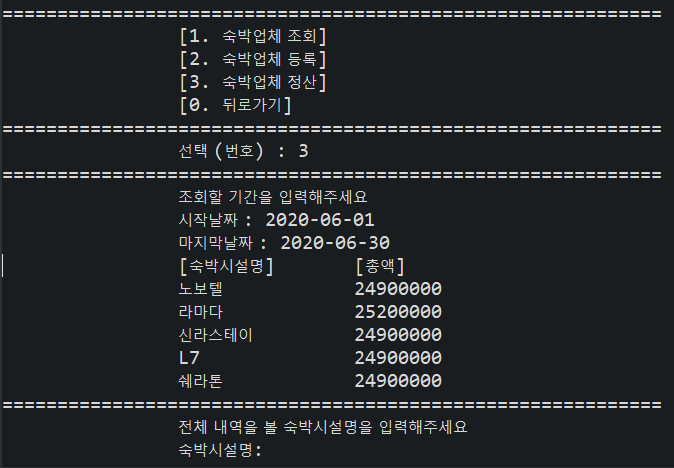 ============================================================
[1. 숙박업체 조회]
[2. 숙박업체 등록]
[3. 숙박업체 정산]
[0. 뒤로가기]
============================================================
선택 (번호) : 3
============================================================
조회할 기간을 입력해주세요
시작날짜 : 2020-06-01
마지막날짜 : 2020-06-30
[숙박시설명] [총액]
노보텔 24900000
라마다 25200000
신라스테이 24900000
L7 24900000
쉐라톤 24900000
============================================================
전체 내역을 볼 숙박시설명을 입력해주세요
숙박시설명: